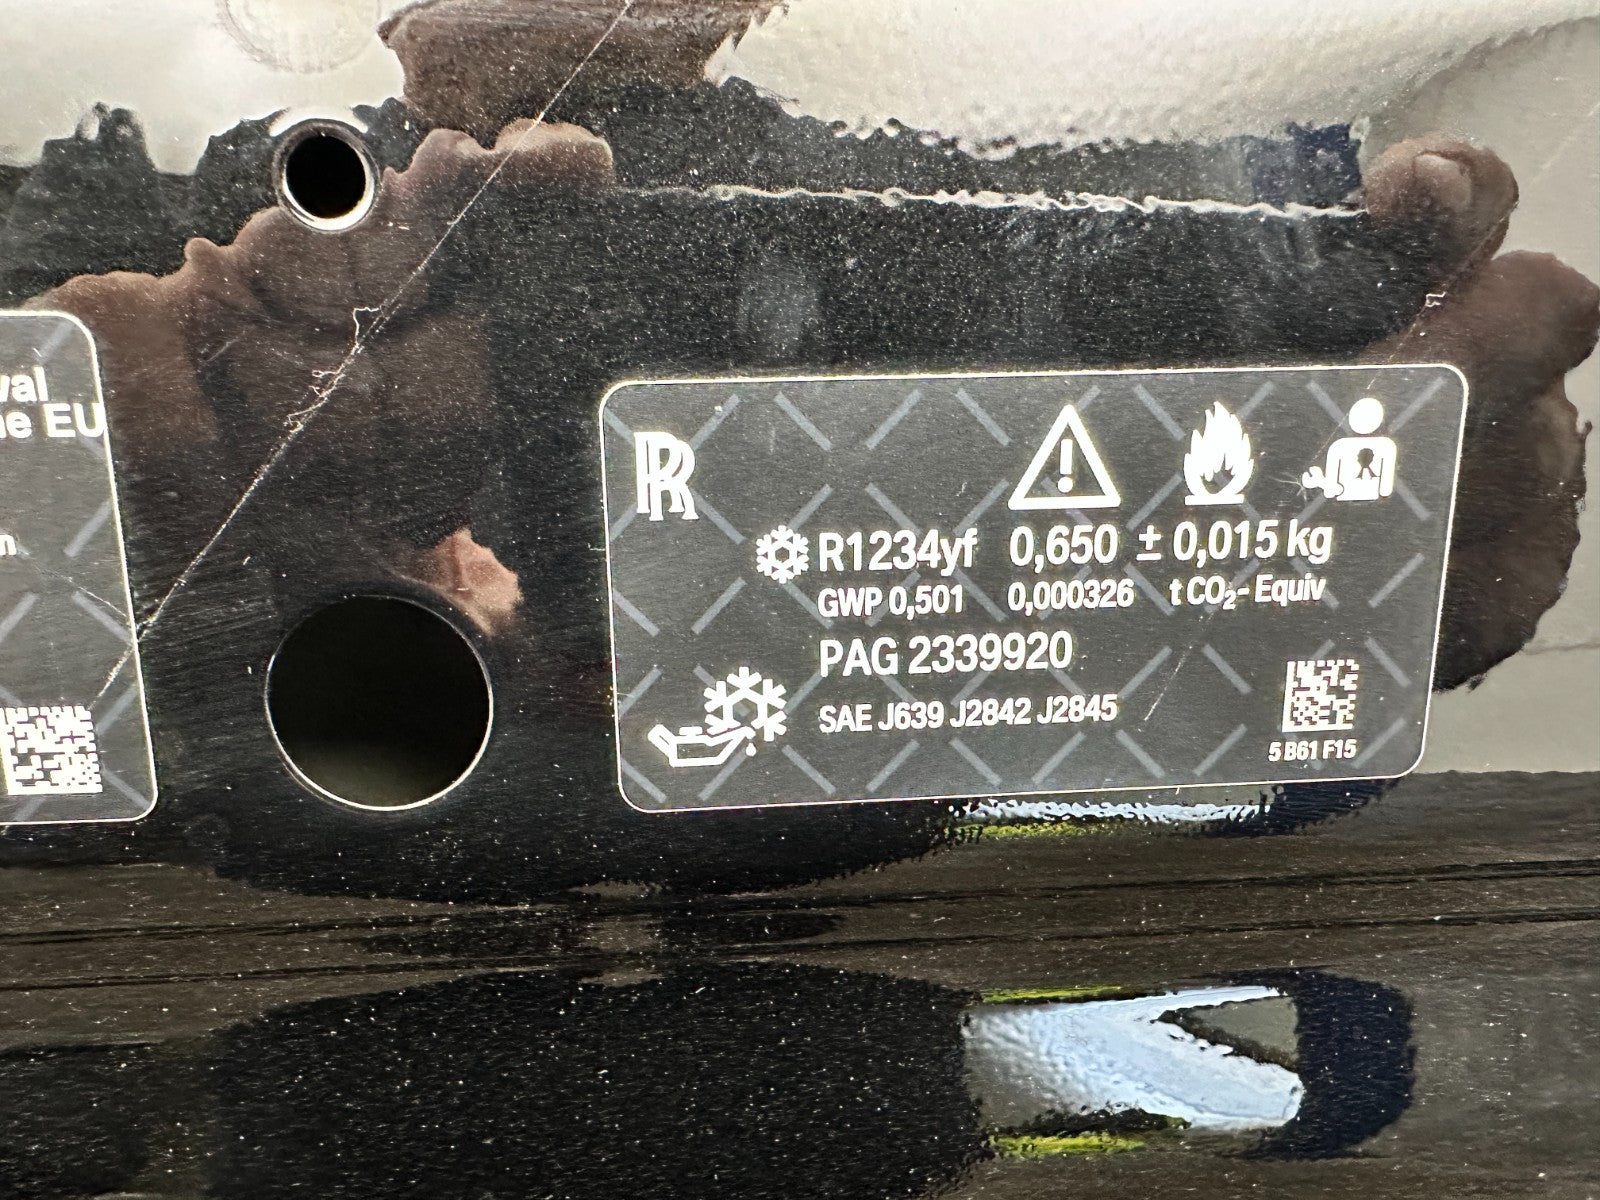 val
he EU
n
RR
R1234yf 0,650 ± 0,015 kg
GWP 0,501 0,000326 t CO₂- Equiv
PAG 2339920
SAE J639 J2842 J2845
5 B61 F15